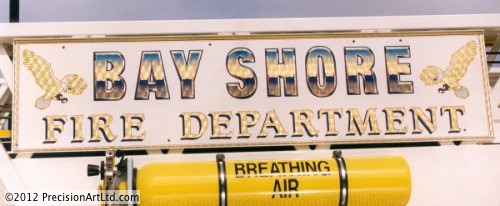 BAY SHORE
FIRE DEPARTMENT
BREATHING
AIR
©2012 PrecisionArtLtd.com